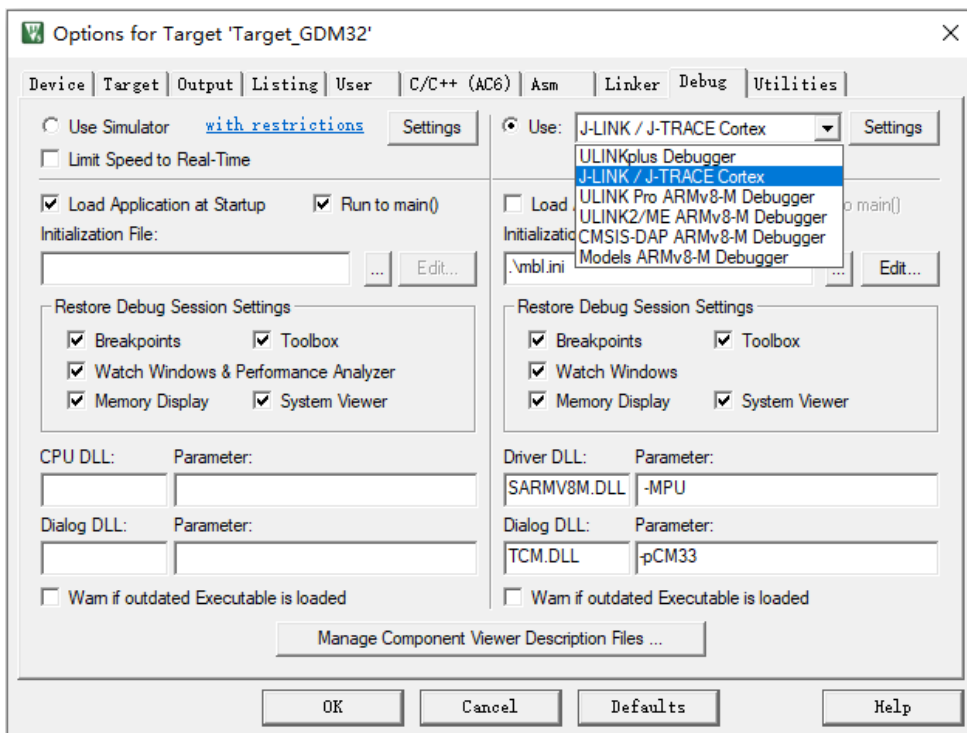 Options for Target 'Target_GDM32'
Device Target Output Listing User C/C++ (AC6) Asm Linker Debug Utilities
Use Simulator with restrictions Settings
Limit Speed to Real-Time
Use: J-LINK / J-TRACE Cortex Settings
ULINKplus Debugger
J-LINK / J-TRACE Cortex
ULINK Pro ARMv8-M Debugger
ULINK2/ME ARMv8-M Debugger
CMSIS-DAP ARMv8-M Debugger
Models ARMv8-M Debugger
Load Application at Startup Run to main()
Initialization File:
... Edit...
Restore Debug Session Settings
Breakpoints Toolbox
Watch Windows & Performance Analyzer
Memory Display System Viewer
CPU DLL: Parameter:
Dialog DLL: Parameter:
Warn if outdated Executable is loaded
Load main()
.\mbl.ini ... Edit...
Restore Debug Session Settings
Breakpoints Toolbox
Watch Windows
Memory Display System Viewer
Driver DLL: Parameter:
SARMV8M.DLL -MPU
Dialog DLL: Parameter:
TCM.DLL -pCM33
Warn if outdated Executable is loaded
Manage Component Viewer Description Files ...
OK Cancel Defaults Help